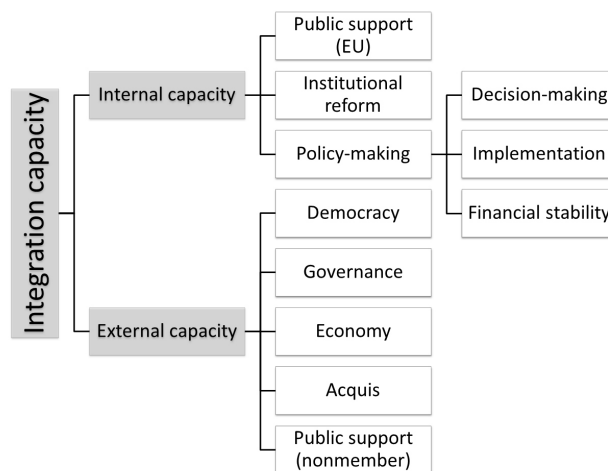 Integration capacity
Internal capacity
Public support
(EU)
Institutional
reform
Policy-making
Decision-making
Implementation
Financial stability
External capacity
Democracy
Governance
Economy
Acquis
Public support
(nonmember)